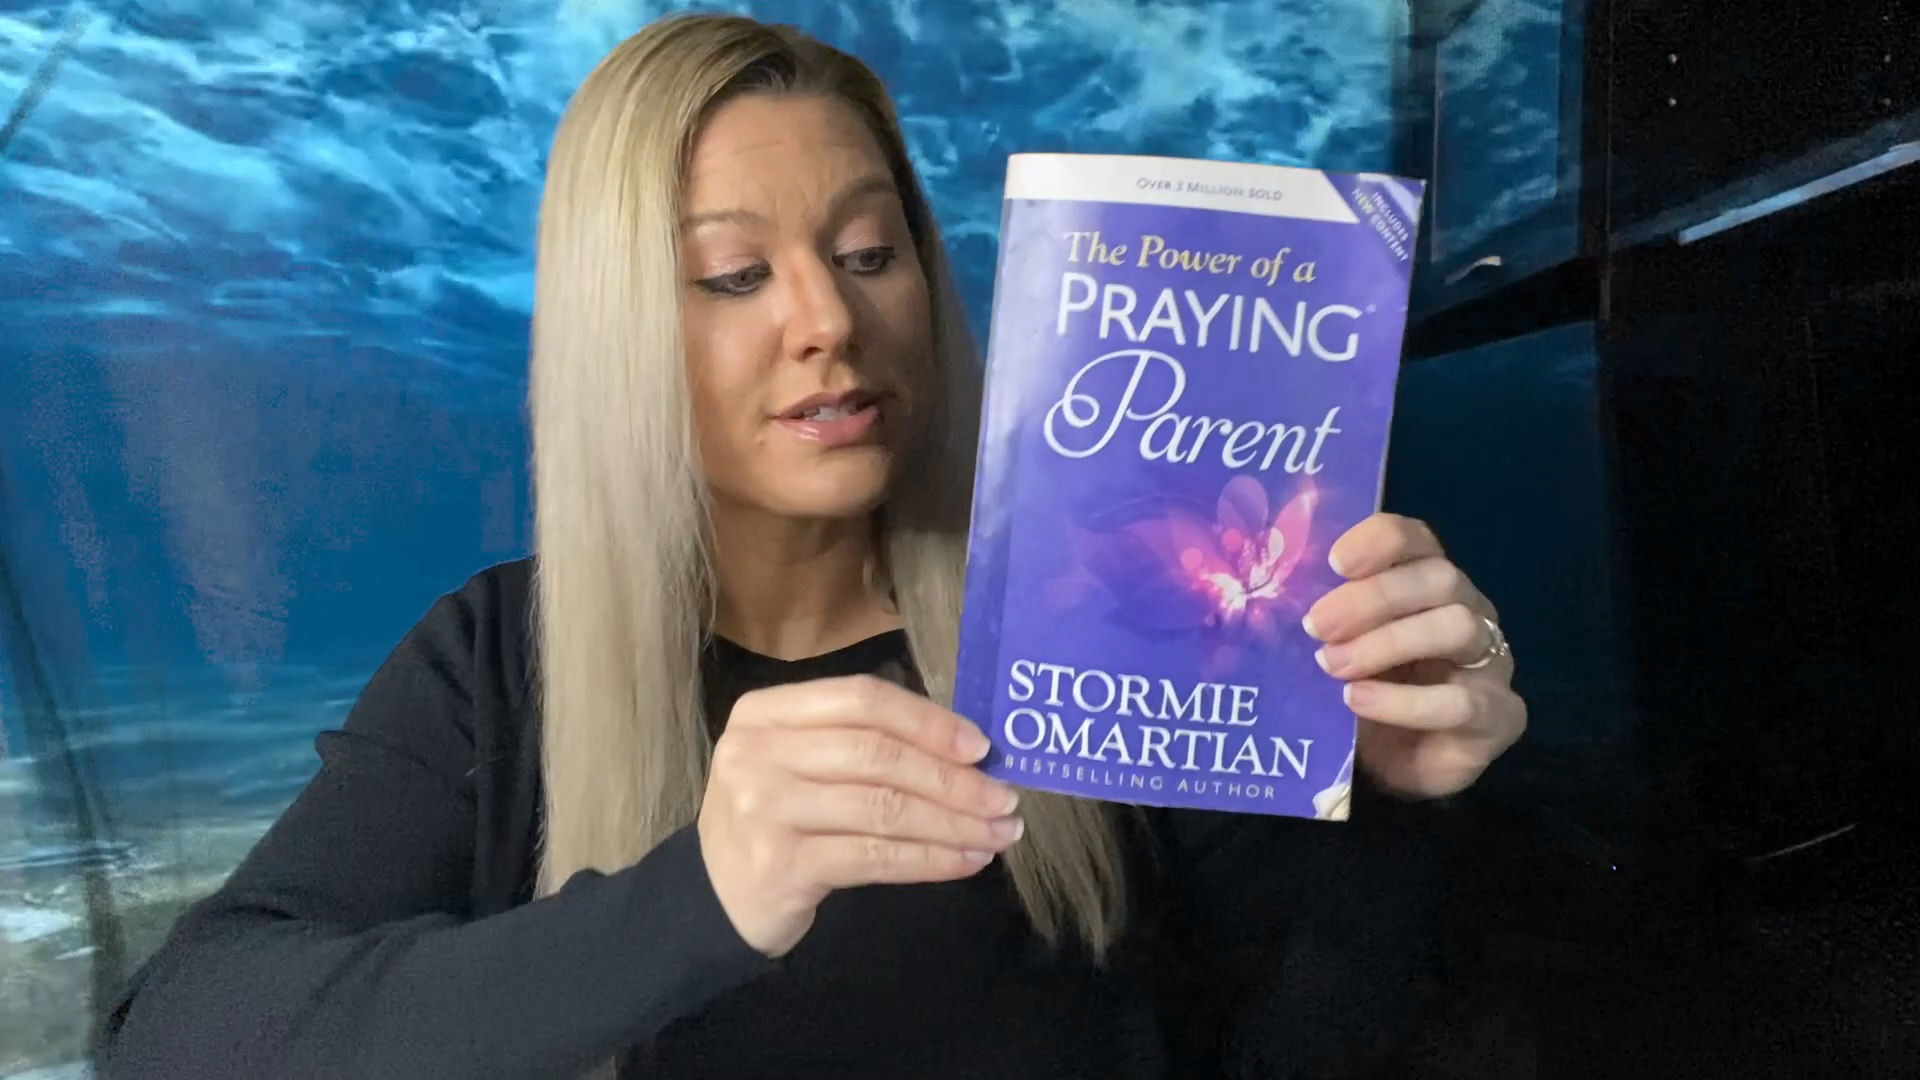 OVER 3 MILLION SOLD
INCLUDES
NEW CONTENT
The Power of a
PRAYING®
Parent
STORMIE
OMARTIAN
BESTSELLING AUTHOR